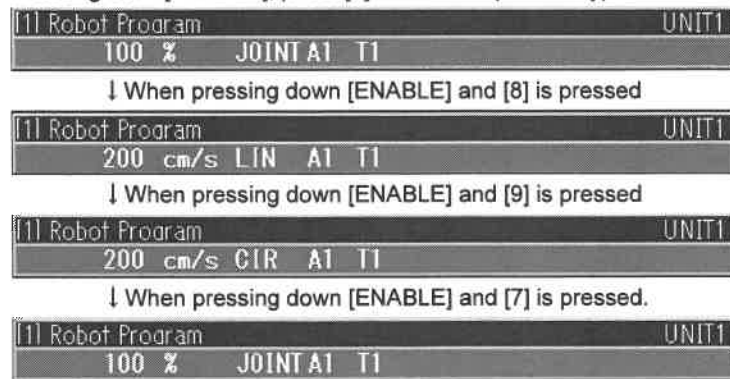 [1] Robot Program UNIT1
100 % JOINT A1 T1
↓ When pressing down [ENABLE] and [8] is pressed
[1] Robot Program UNIT1
200 cm/s LIN A1 T1
↓ When pressing down [ENABLE] and [9] is pressed
[1] Robot Program UNIT1
200 cm/s CIR A1 T1
↓ When pressing down [ENABLE] and [7] is pressed.
[1] Robot Program UNIT1
100 % JOINT A1 T1